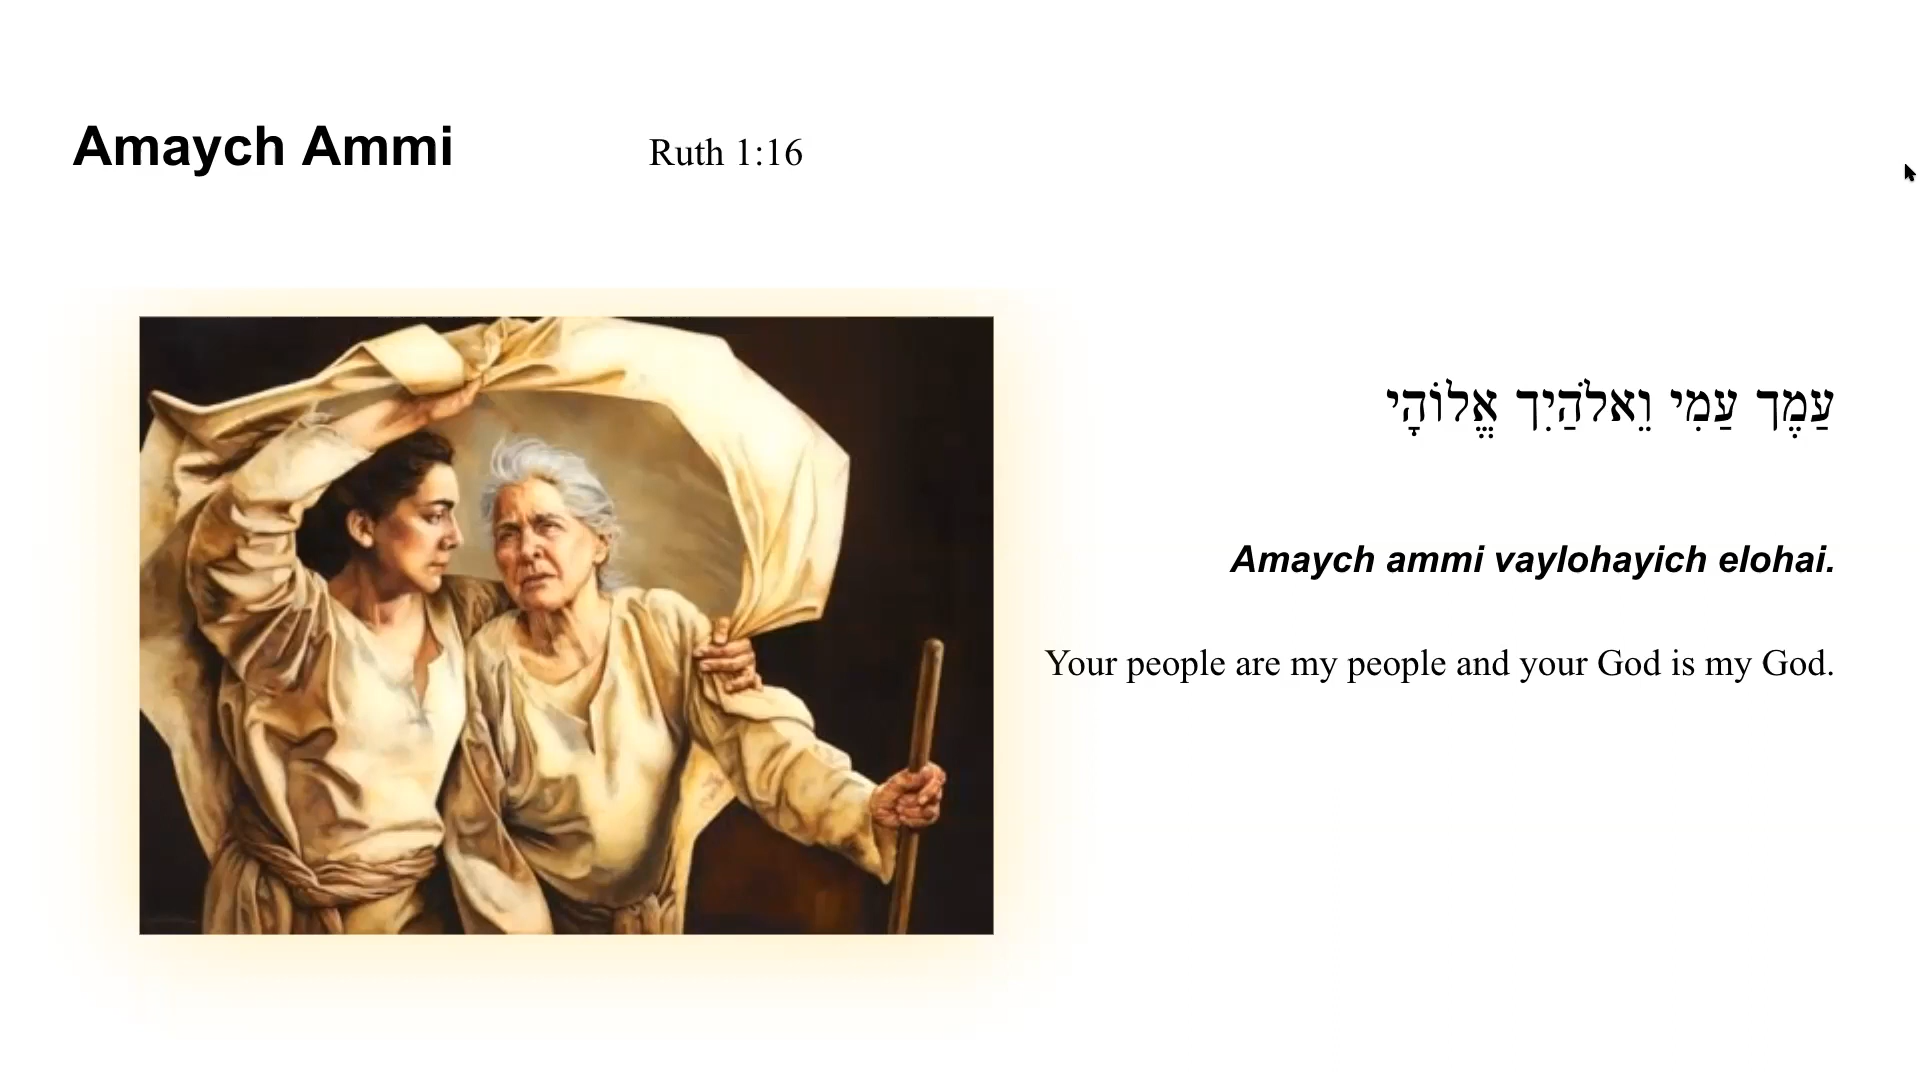 Amaych Ammi
Ruth 1:16
עַמֶך עַמִי וֵאלֹהַיִך אֱלוֹהָי
Amaych ammi vaylohayich elohai.
Your people are my people and your God is my God.